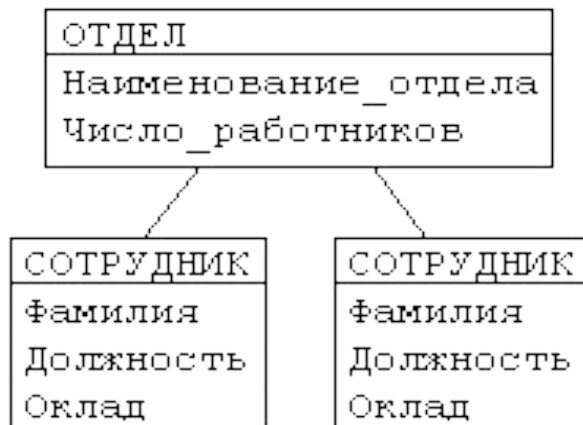 ОТДЕЛ
Наименование_отдела
Число_работников
СОТРУДНИК
Фамилия
Должность
Оклад
СОТРУДНИК
Фамилия
Должность
Оклад